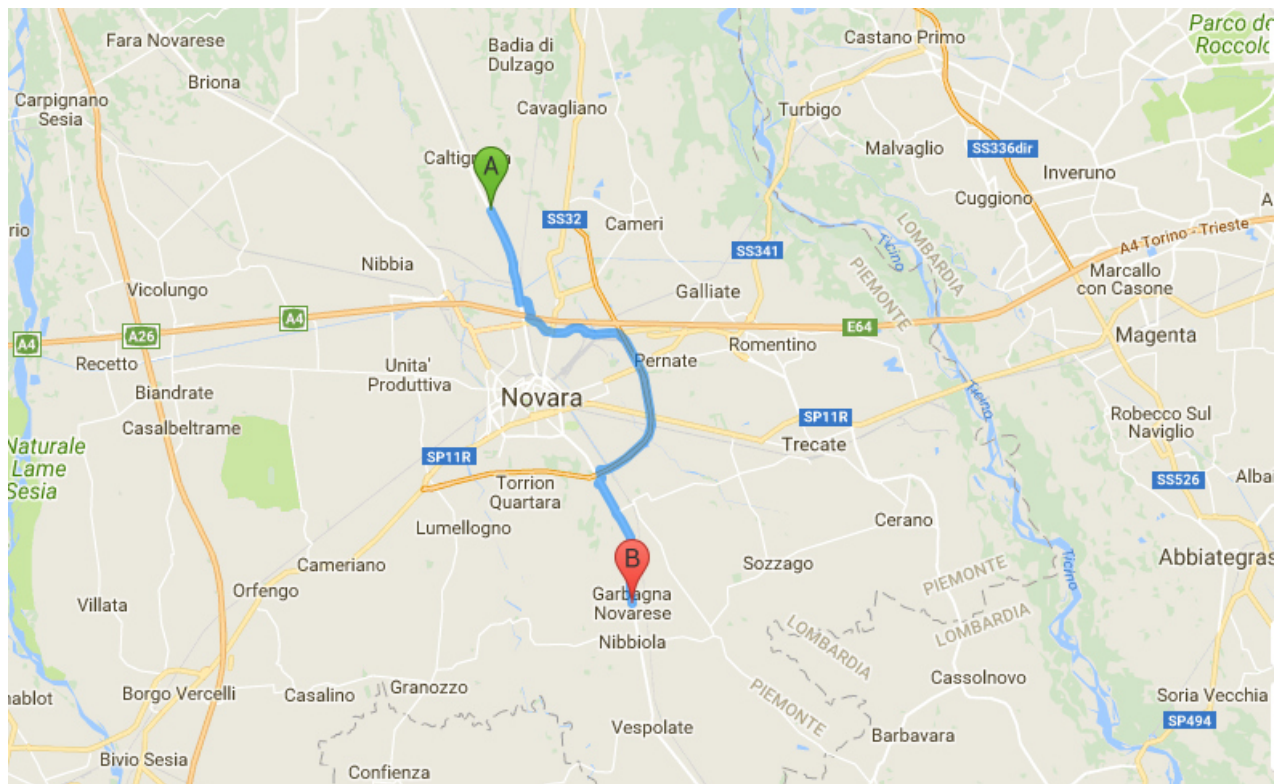 Parco de
Roccolo
Castano Primo
Fara Novarese
Badia di
Dulzago
Briona
Carpignano
Sesia
Cavagliano
Turbigo
Malvaglio
SS336dir
Inveruno
Caltignaga
A
Cuggiono
A
SS32
Cameri
rio
LOMBARDIA
A4 Torino - Trieste
Ticino
SS341
Nibbia
PIEMONTE
Marcallo
con Casone
Vicolungo
Galliate
A4
E64
A26
A4
Magenta
Recetto
Romentino
Pernate
Unita'
Produttiva
Biandrate
Novara
Ticino
Casalbeltrame
SP11R
Robecco Sul
Naviglio
Naturale
Lame
Sesia
SP11R
Trecate
Torrion
Quartara
SS526
Alba
Lumellogno
Cerano
B
Abbiategras
Ticino
Cameriano
Sozzago
PIEMONTE
Orfengo
Garbagna
Novarese
Villata
LOMBARDIA
LOMBARDIA
Nibbiola
Cassolnovo
Granozzo
Borgo Vercelli
Casalino
PIEMONTE
nablot
Soria Vecchia
SP494
Vespolate
Barbavara
Bivio Sesia
Confienza